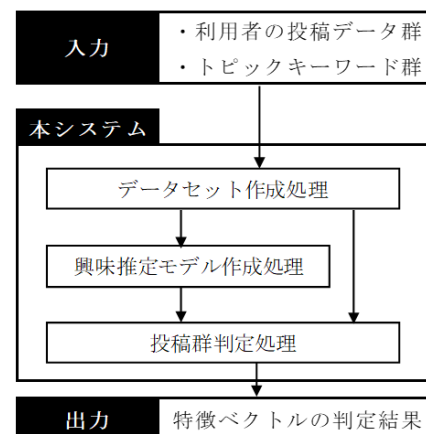 入力
・利用者の投稿データ群
・トピックキーワード群
本システム
データセット作成処理
興味推定モデル作成処理
投稿群判定処理
出力
特徴ベクトルの判定結果